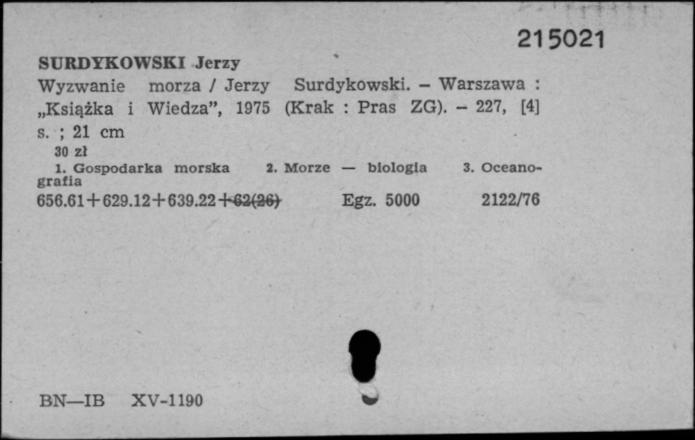 215021
SURDYKOWSKI Jerzy
Wyzwanie morza / Jerzy Surdykowski. – Warszawa :
„Książka i Wiedza”, 1975 (Krak : Pras ZG). – 227, [4]
s. ; 21 cm
30 zł
1. Gospodarka morska 2. Morze — biologia 3. Oceano-
grafia
656.61+629.12+639.22+62(26) Egz. 5000 2122/76
BN—IB XV-1190